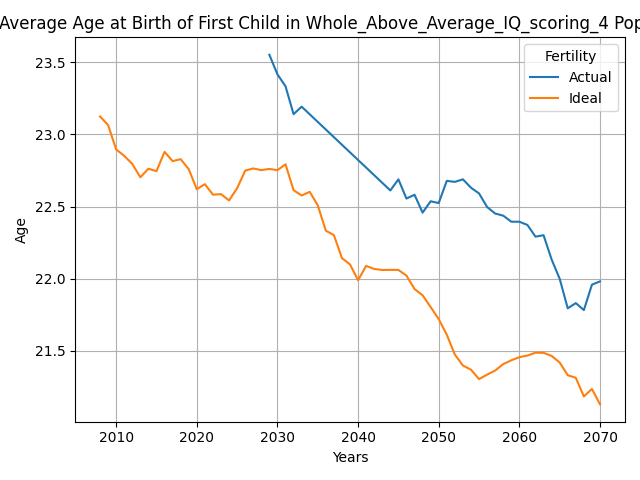 Average Age at Birth of First Child in Whole_Above_Average_IQ_scoring_4 Pop
Fertility
Actual
Ideal
23.5
23.0
22.5
22.0
21.5
Age
2010 2020 2030 2040 2050 2060 2070
Years